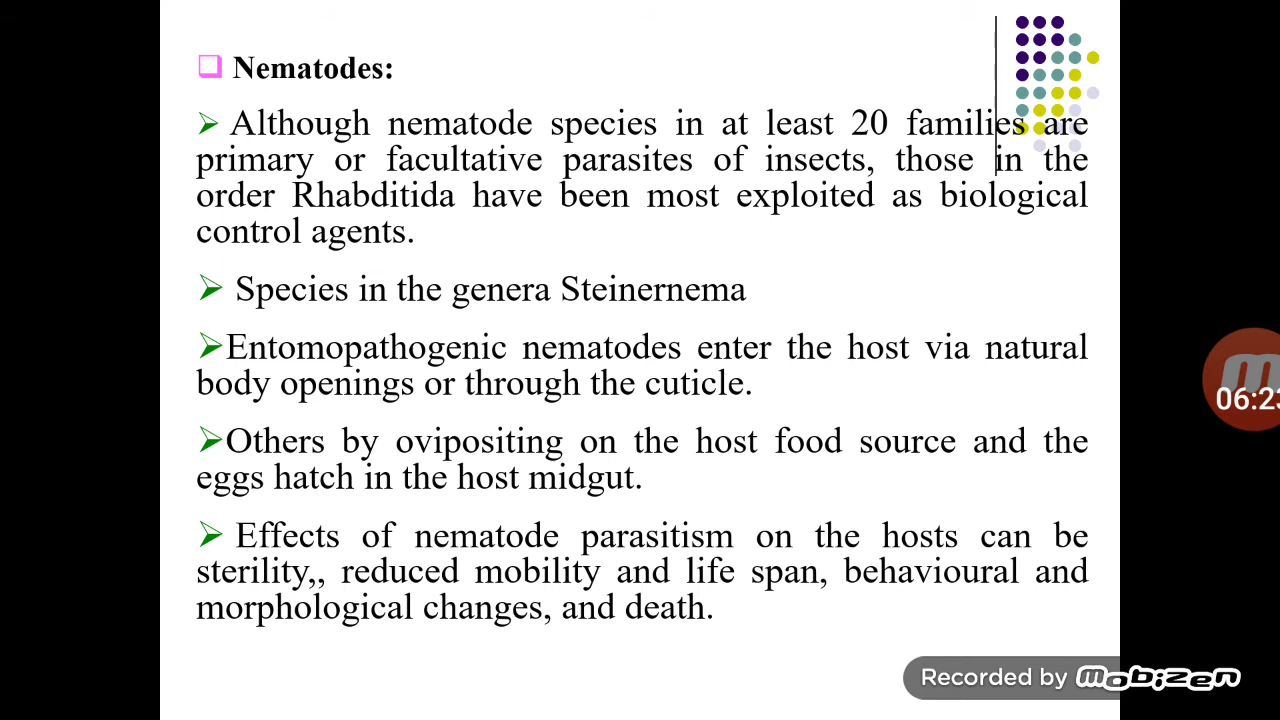 Nematodes:
Although nematode species in at least 20 families are
primary or facultative parasites of insects, those in the
order Rhabditida have been most exploited as biological
control agents.
Species in the genera Steinernema
Entomopathogenic nematodes enter the host via natural
body openings or through the cuticle.
Others by ovipositing on the host food source and the
eggs hatch in the host midgut.
Effects of nematode parasitism on the hosts can be
sterility,, reduced mobility and life span, behavioural and
morphological changes, and death.
06:23
Recorded by mobizen